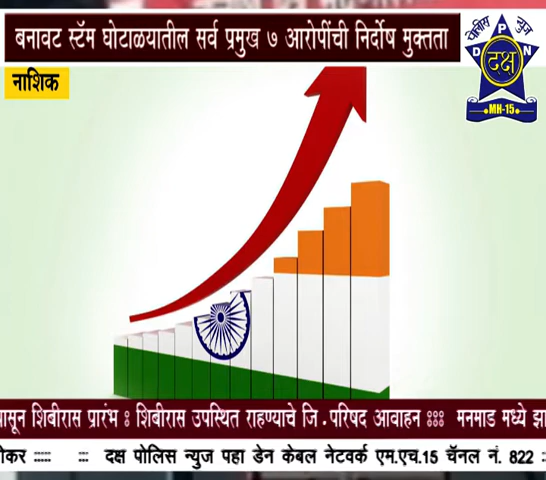 बनावट स्टॅम घोटाळयातील सर्व प्रमुख ७ आरोपींची निर्दोष मुक्तता
पोलीस न्युज
D P N
दक्ष
MH-15
नाशिक
शिबीरास प्रारंभ : शिबीरास उपस्थित राहण्याचे जि .परिषद आवाहन :::  मनमाड मध्ये
दक्ष पोलिस न्युज पहा डेन केबल नेटवर्क एम.एच.15 चॅनल नं. 822